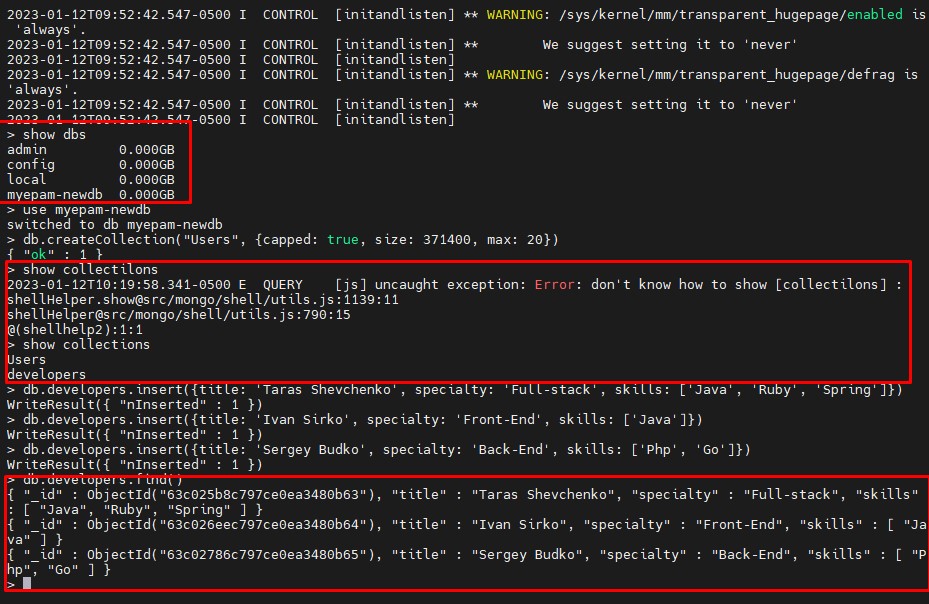 2023-01-12T09:52:42.547-0500 I  CONTROL  [initandlisten] ** WARNING: /sys/kernel/mm/transparent_hugepage/enabled is
 'always'.
2023-01-12T09:52:42.547-0500 I  CONTROL  [initandlisten] **        We suggest setting it to 'never'
2023-01-12T09:52:42.547-0500 I  CONTROL  [initandlisten]
2023-01-12T09:52:42.547-0500 I  CONTROL  [initandlisten] ** WARNING: /sys/kernel/mm/transparent_hugepage/defrag is
'always'.
2023-01-12T09:52:42.547-0500 I  CONTROL  [initandlisten] **        We suggest setting it to 'never'
2023-01-12T09:52:42.547-0500 I  CONTROL  [initandlisten]
> show dbs
admin         0.000GB
config        0.000GB
local         0.000GB
myepam-newdb  0.000GB
> use myepam-newdb
switched to db myepam-newdb
> db.createCollection("Users", {capped: true, size: 371400, max: 20})
{ "ok" : 1 }
> show collectilons
2023-01-12T10:19:58.341-0500 E  QUERY    [js] uncaught exception: Error: don't know how to show [collectilons] :
shellHelper.show@src/mongo/shell/utils.js:1139:11
shellHelper@src/mongo/shell/utils.js:790:15
@(shellhelp2):1:1
> show collections
Users
developers
> db.developers.insert({title: 'Taras Shevchenko', specialty: 'Full-stack', skills: ['Java', 'Ruby', 'Spring']})
WriteResult({ "nInserted" : 1 })
> db.developers.insert({title: 'Ivan Sirko', specialty: 'Front-End', skills: ['Java']})
WriteResult({ "nInserted" : 1 })
> db.developers.insert({title: 'Sergey Budko', specialty: 'Back-End', skills: ['Php', 'Go']})
WriteResult({ "nInserted" : 1 })
> db.developers.find()
{ "_id" : ObjectId("63c025b8c797ce0ea3480b63"), "title" : "Taras Shevchenko", "specialty" : "Full-stack", "skills"
: [ "Java", "Ruby", "Spring" ] }
{ "_id" : ObjectId("63c026eec797ce0ea3480b64"), "title" : "Ivan Sirko", "specialty" : "Front-End", "skills" : [ "Ja
va" ] }
{ "_id" : ObjectId("63c02786c797ce0ea3480b65"), "title" : "Sergey Budko", "specialty" : "Back-End", "skills" : [ "P
hp", "Go" ] }
>